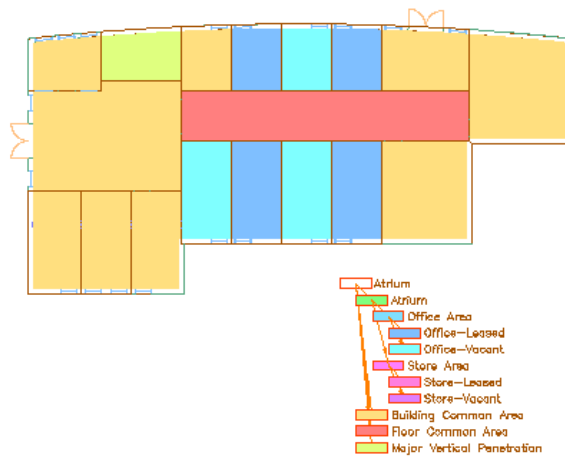 Atrium
Atrium
Office Area
Office-Leased
Office-Vacant
Store Area
Store-Leased
Store-Vacant
Building Common Area
Floor Common Area
Major Vertical Penetration